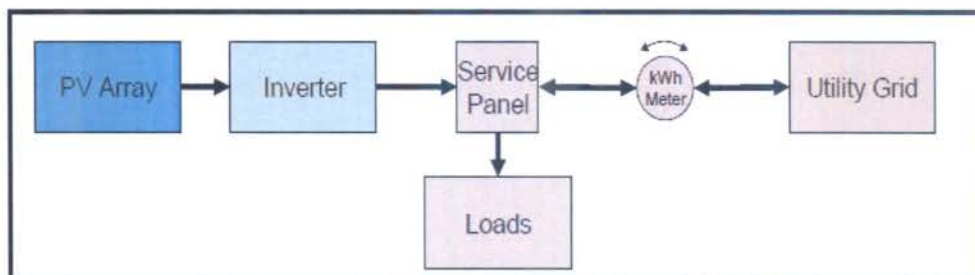 PV Array
Inverter
Service
Panel
kWh
Meter
Utility Grid
Loads